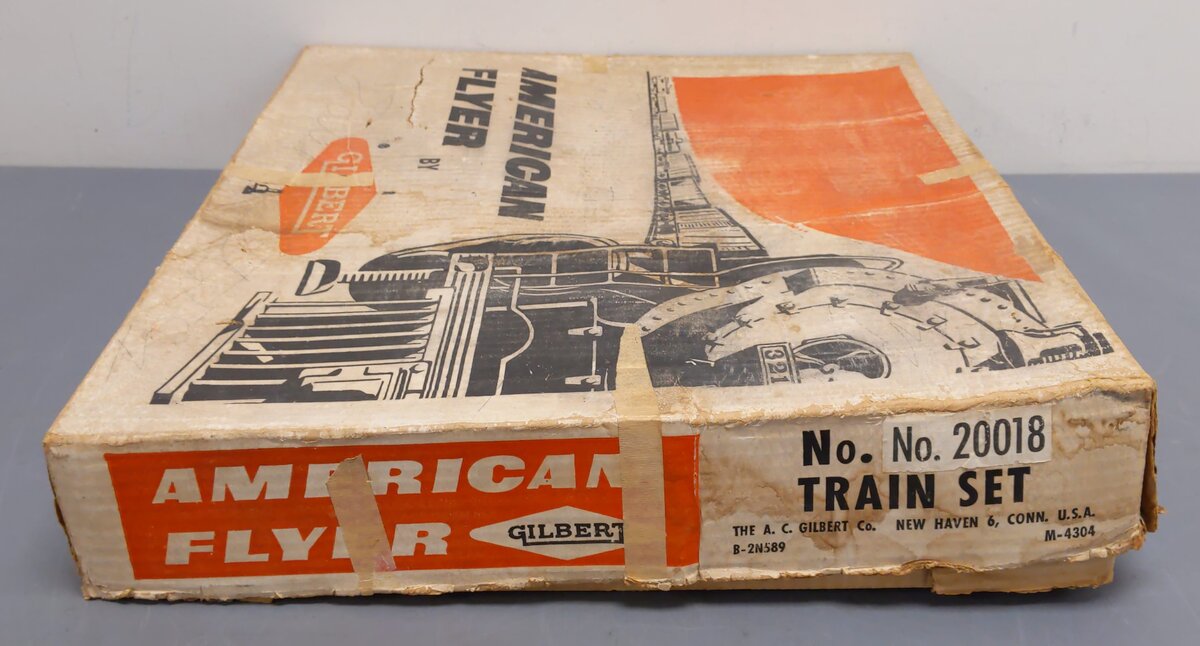 AMERICAN
FLYER
BY
GILBERT
321
AMERICAN
FLYER
GILBERT
No. No. 20018
TRAIN SET
THE A. C. GILBERT Co. NEW HAVEN 6, CONN. U.S.A.
B-2N589
M-4304